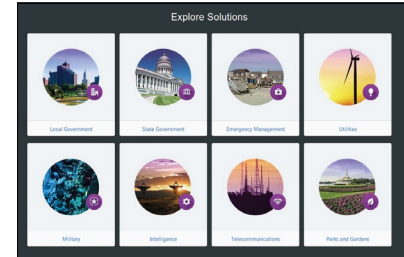 Explore Solutions
Local Government
State Government
Emergency Management
Utilities
Military
Intelligence
Telecommunications
Parks and Gardens